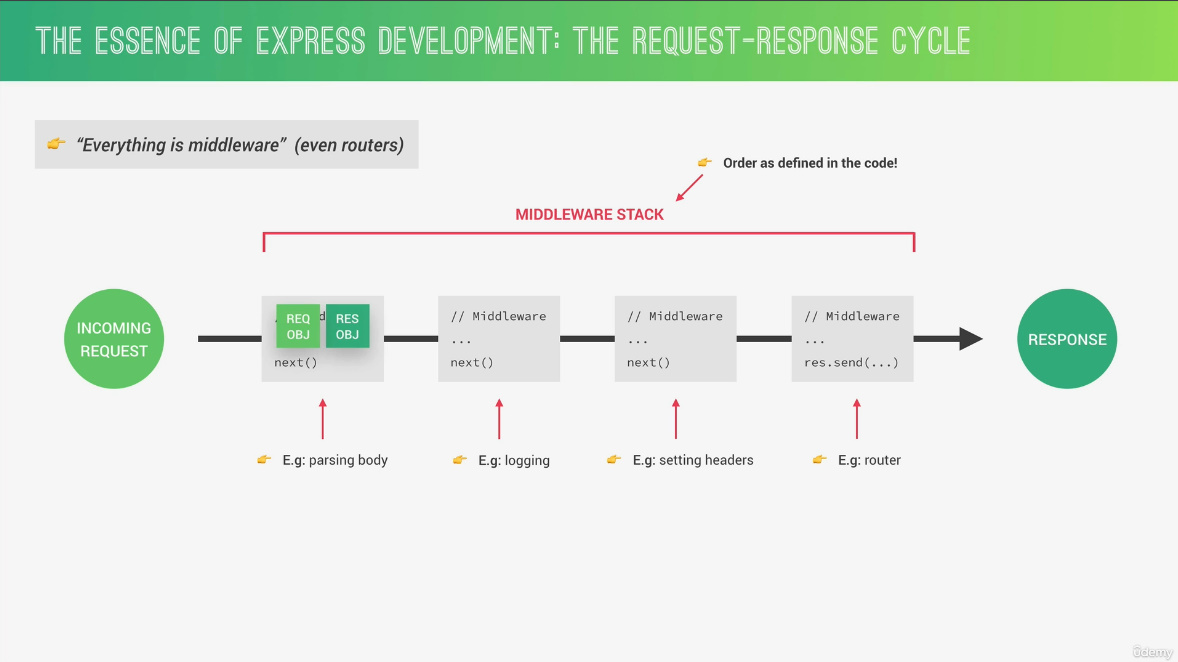 THE ESSENCE OF EXPRESS DEVELOPMENT: THE REQUEST-RESPONSE CYCLE
“Everything is middleware” (even routers)
Order as defined in the code!
MIDDLEWARE STACK
INCOMING
REQUEST
REQ
OBJ
RES
OBJ
next()
// Middleware
...
next()
// Middleware
...
next()
// Middleware
...
res.send(...)
RESPONSE
E.g: parsing body
E.g: logging
E.g: setting headers
E.g: router
ûdemy